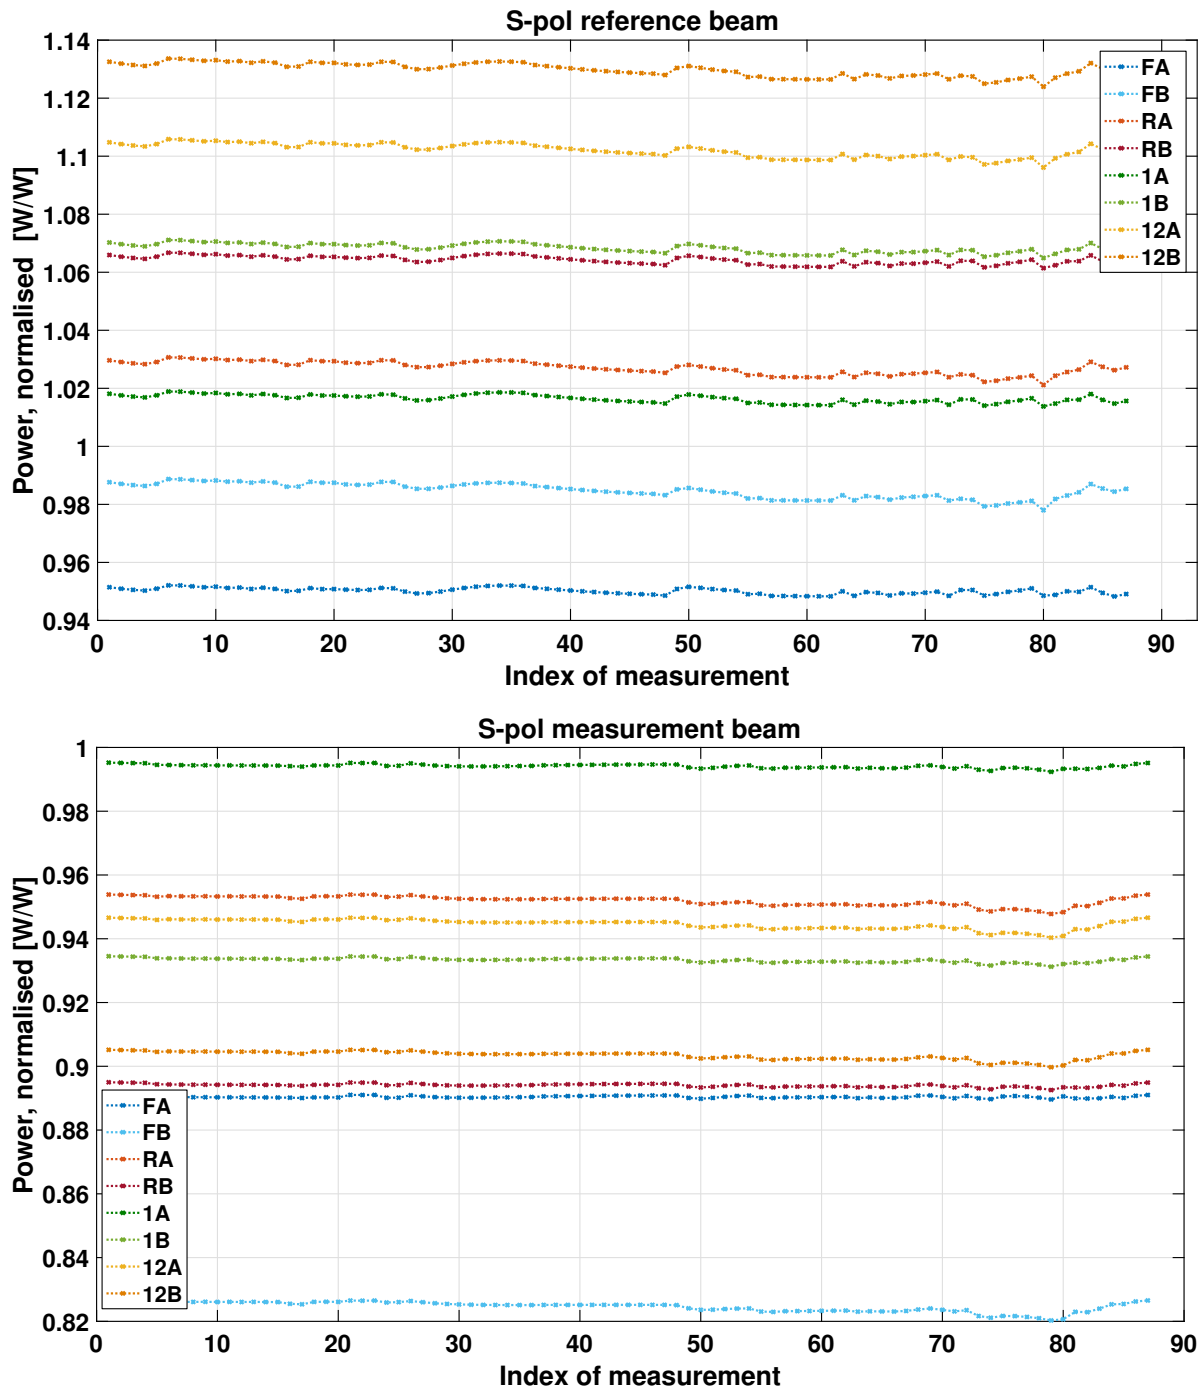 S-pol reference beam
Power, normalised [W/W]
1.14
1.12
1.1
1.08
1.06
1.04
1.02
1
0.98
0.96
0.94
0 10 20 30 40 50 60 70 80 90
Index of measurement
FA
FB
RA
RB
1A
1B
12A
12B
S-pol measurement beam
Power, normalised [W/W]
1
0.98
0.96
0.94
0.92
0.9
0.88
0.86
0.84
0.82
0 10 20 30 40 50 60 70 80 90
Index of measurement
FA
FB
RA
RB
1A
1B
12A
12B